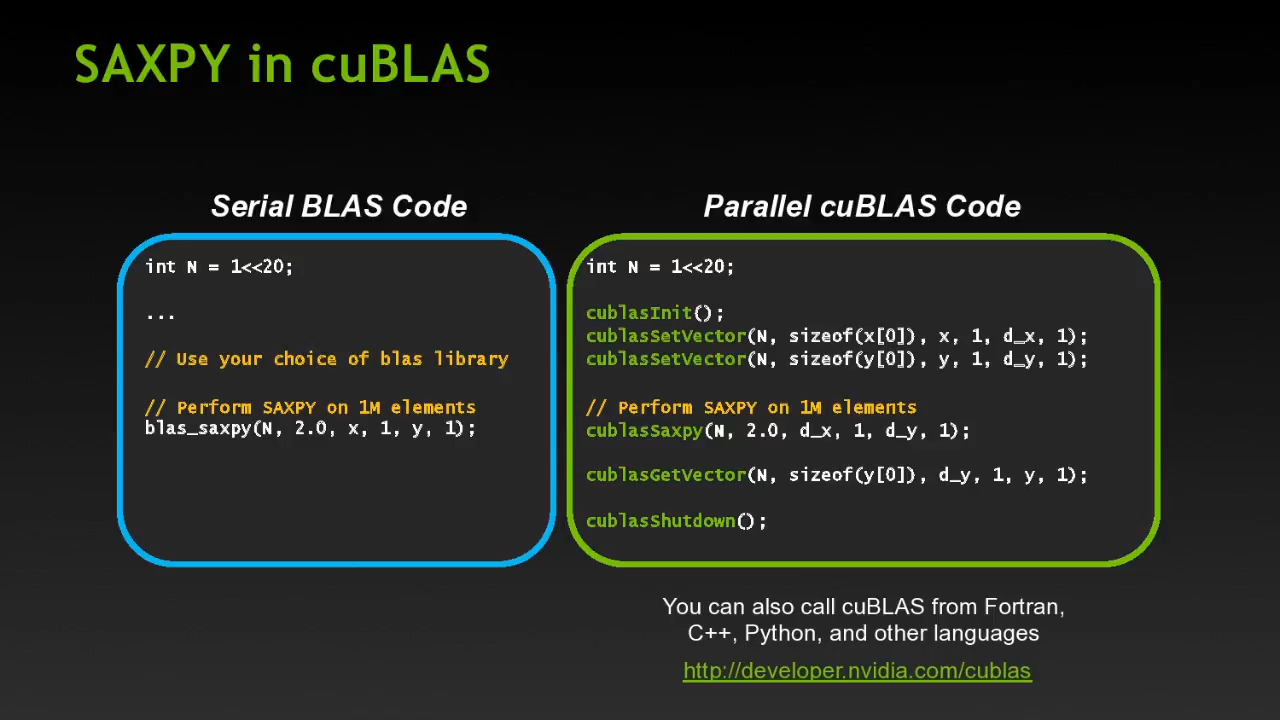 SAXPY in cuBLAS
Serial BLAS Code
int N = 1<<20;
...
// Use your choice of blas library
// Perform SAXPY on 1M elements
blas_saxpy(N, 2.0, x, 1, y, 1);
Parallel cuBLAS Code
int N = 1<<20;
cublasInit();
cublasSetVector(N, sizeof(x[0]), x, 1, d_x, 1);
cublasSetVector(N, sizeof(y[0]), y, 1, d_y, 1);
// Perform SAXPY on 1M elements
cublasSaxpy(N, 2.0, d_x, 1, d_y, 1);
cublasGetVector(N, sizeof(y[0]), d_y, 1, y, 1);
cublasShutdown();
You can also call cuBLAS from Fortran,
C++, Python, and other languages
http://developer.nvidia.com/cublas